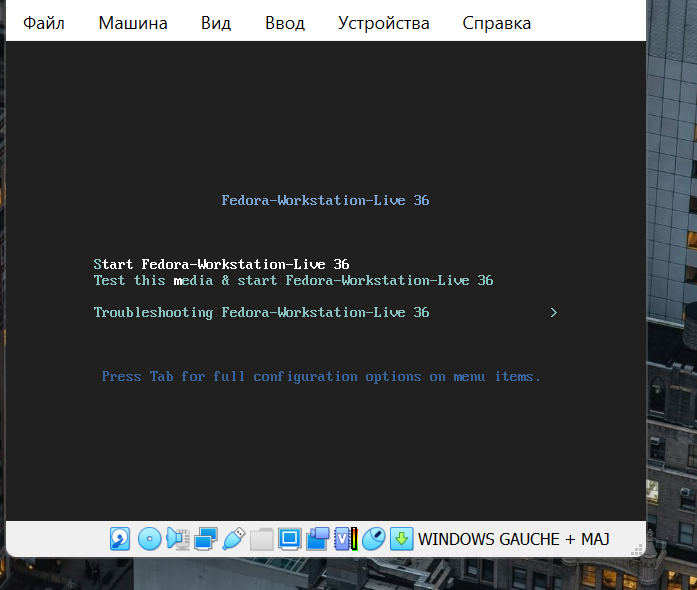 Файл Машина Вид Ввод Устройства Справка
Fedora-Workstation-Live 36
Start Fedora-Workstation-Live 36
Test this media & start Fedora-Workstation-Live 36
Troubleshooting Fedora-Workstation-Live 36 >
Press Tab for full configuration options on menu items.
WINDOWS GAUCHE + MAJ